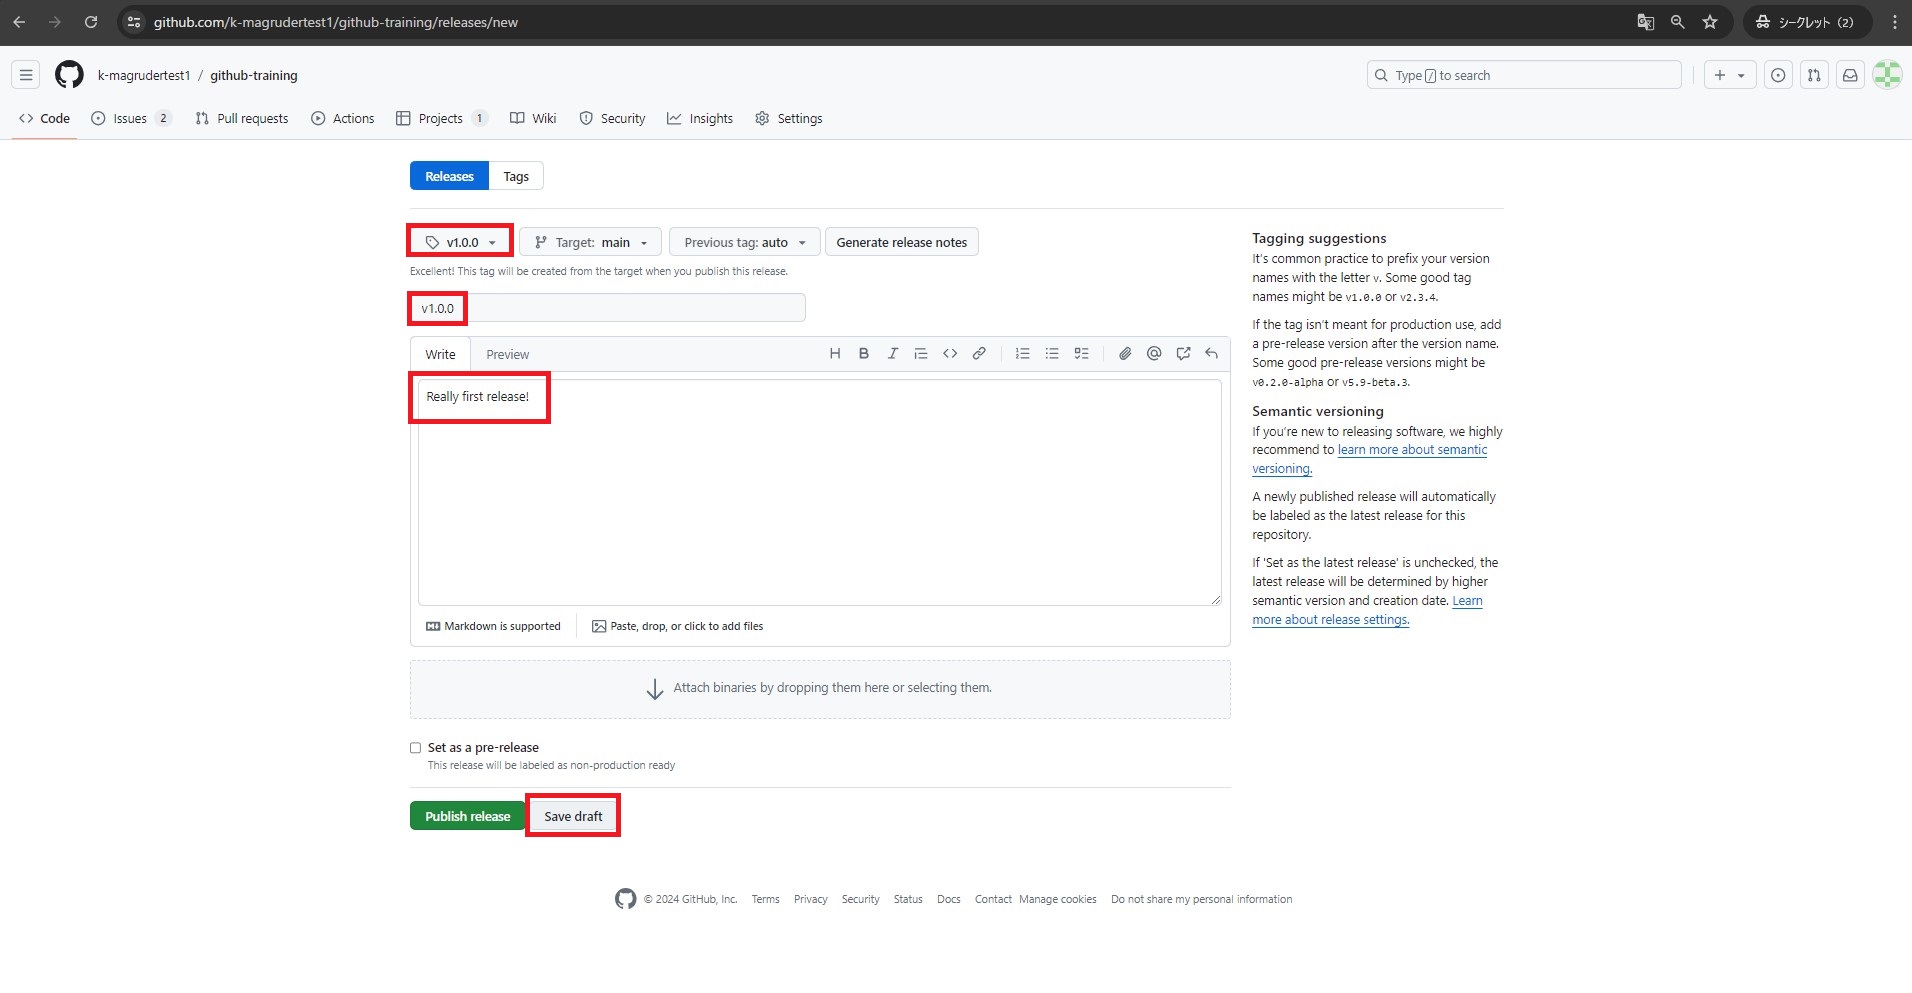 github.com/k-magrudertest1/github-training/releases/new
シークレット (2)
k-magrudertest1 / github-training
Type / to search
Code
Issues 2
Pull requests
Actions
Projects 1
Wiki
Security
Insights
Settings
Releases
Tags
v1.0.0
Target: main
Previous tag: auto
Generate release notes
Excellent! This tag will be created from the target when you publish this release.
v1.0.0
Write
Preview
Really first release!
Markdown is supported
Paste, drop, or click to add files
Attach binaries by dropping them here or selecting them.
Set as a pre-release
This release will be labeled as non-production ready
Publish release
Save draft
Tagging suggestions
It's common practice to prefix your version
names with the letter v. Some good tag
names might be v1.0.0 or v2.3.4.
If the tag isn't meant for production use, add
a pre-release version after the version name.
Some good pre-release versions might be
v0.2.0-alpha or v5.9-beta.3.
Semantic versioning
If you're new to releasing software, we highly
recommend to learn more about semantic
versioning.
A newly published release will automatically
be labeled as the latest release for this
repository.
If 'Set as the latest release' is unchecked, the
latest release will be determined by higher
semantic version and creation date. Learn
more about release settings.
© 2024 GitHub, Inc.
Terms
Privacy
Security
Status
Docs
Contact
Manage cookies
Do not share my personal information